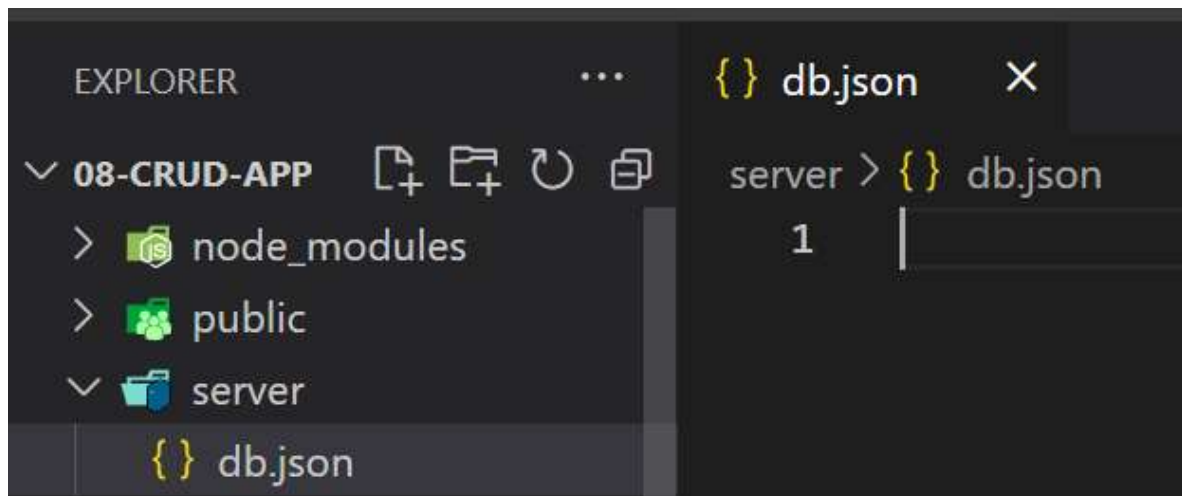 EXPLORER ...
08-CRUD-APP
node_modules
public
server
{} db.json
{} db.json ×
server > {} db.json
1